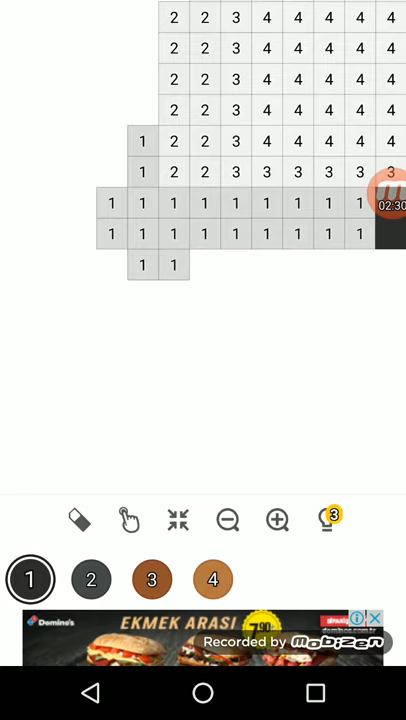 2 2 3 4 4 4 4 4
2 2 3 4 4 4 4 4
2 2 3 4 4 4 4 4
2 2 3 4 4 4 4 4
1 2 2 3 4 4 4 4 4
1 2 2 3 3 3 3 3 3
1 1 1 1 1 1 1 1 1
02:30
1 1 1 1 1 1 1 1 1
1 1
3
1 2 3 4
Domino's
EKMEK ARASI
7.90
Recorded by mobizen